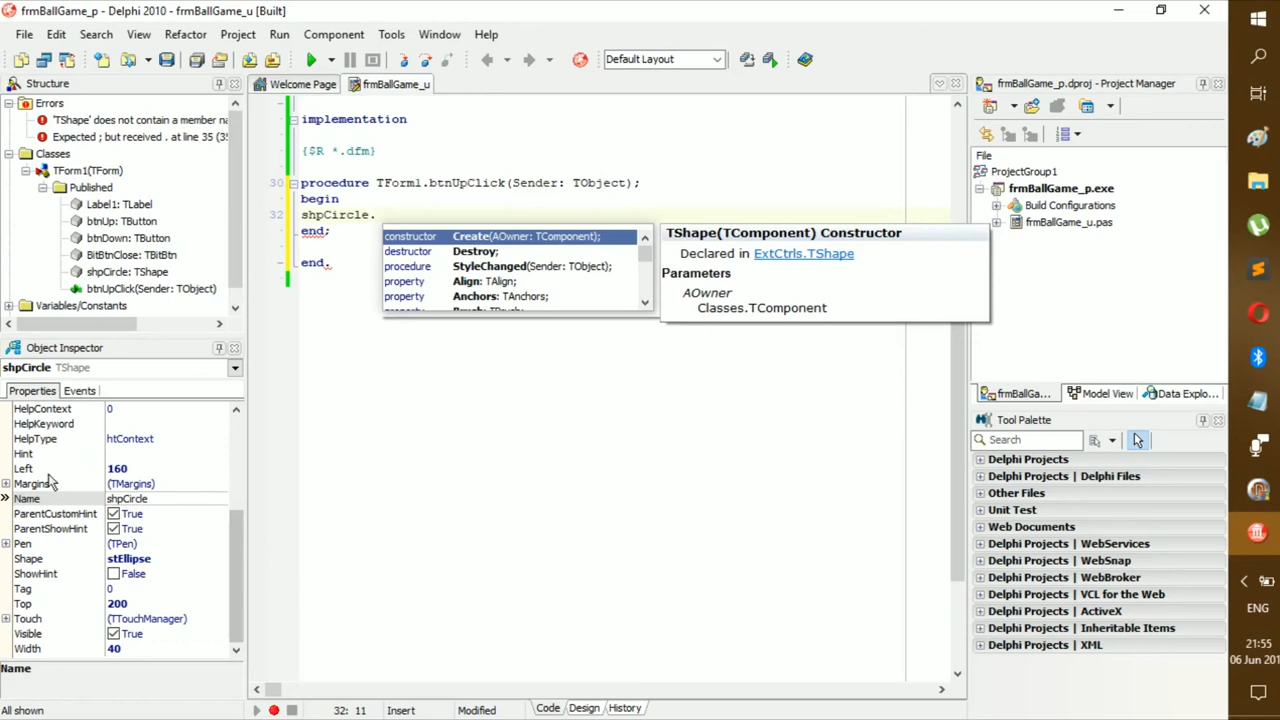 frmBallGame_p - Delphi 2010 - frmBallGame_u [Built]
File Edit Search View Refactor Project Run Component Tools Window Help
Default Layout
Structure
Errors
'TShape' does not contain a member na
Expected ; but received . at line 35 (35
Classes
TForm1(TForm)
Published
Label1: TLabel
btnUp: TButton
btnDown: TButton
BitBtnClose: TBitBtn
shpCircle: TShape
btnUpClick(Sender: TObject)
Variables/Constants
Object Inspector
shpCircle TShape
Properties Events
HelpContext 0
HelpKeyword
HelpType htContext
Hint
Left 160
Margins (TMargins)
Name shpCircle
ParentCustomHint True
ParentShowHint True
Pen (TPen)
Shape stEllipse
ShowHint False
Tag 0
Top 200
Touch (TTouchManager)
Visible True
Width 40
Name
All shown
Welcome Page frmBallGame_u
implementation
{$R *.dfm}
30 procedure TForm1.btnUpClick(Sender: TObject);
begin
32 shpCircle.
end;
end.
constructor Create(AOwner: TComponent);
destructor Destroy;
procedure StyleChanged(Sender: TObject);
property Align: TAlign;
property Anchors: TAnchors;
property Brush: TBrush;
TShape(TComponent) Constructor
Declared in ExtCtrls.TShape
Parameters
AOwner
Classes.TComponent
32: 11 Insert Modified Code Design History
frmBallGame_p.dproj - Project Manager
File
ProjectGroup1
frmBallGame_p.exe
Build Configurations
frmBallGame_u.pas
frmBallGa... Model View Data Explo...
Tool Palette
Search
Delphi Projects
Delphi Projects | Delphi Files
Other Files
Unit Test
Web Documents
Delphi Projects | WebServices
Delphi Projects | WebSnap
Delphi Projects | WebBroker
Delphi Projects | VCL for the Web
Delphi Projects | ActiveX
Delphi Projects | Inheritable Items
Delphi Projects | XML
ENG
21:55
06 Jun 201